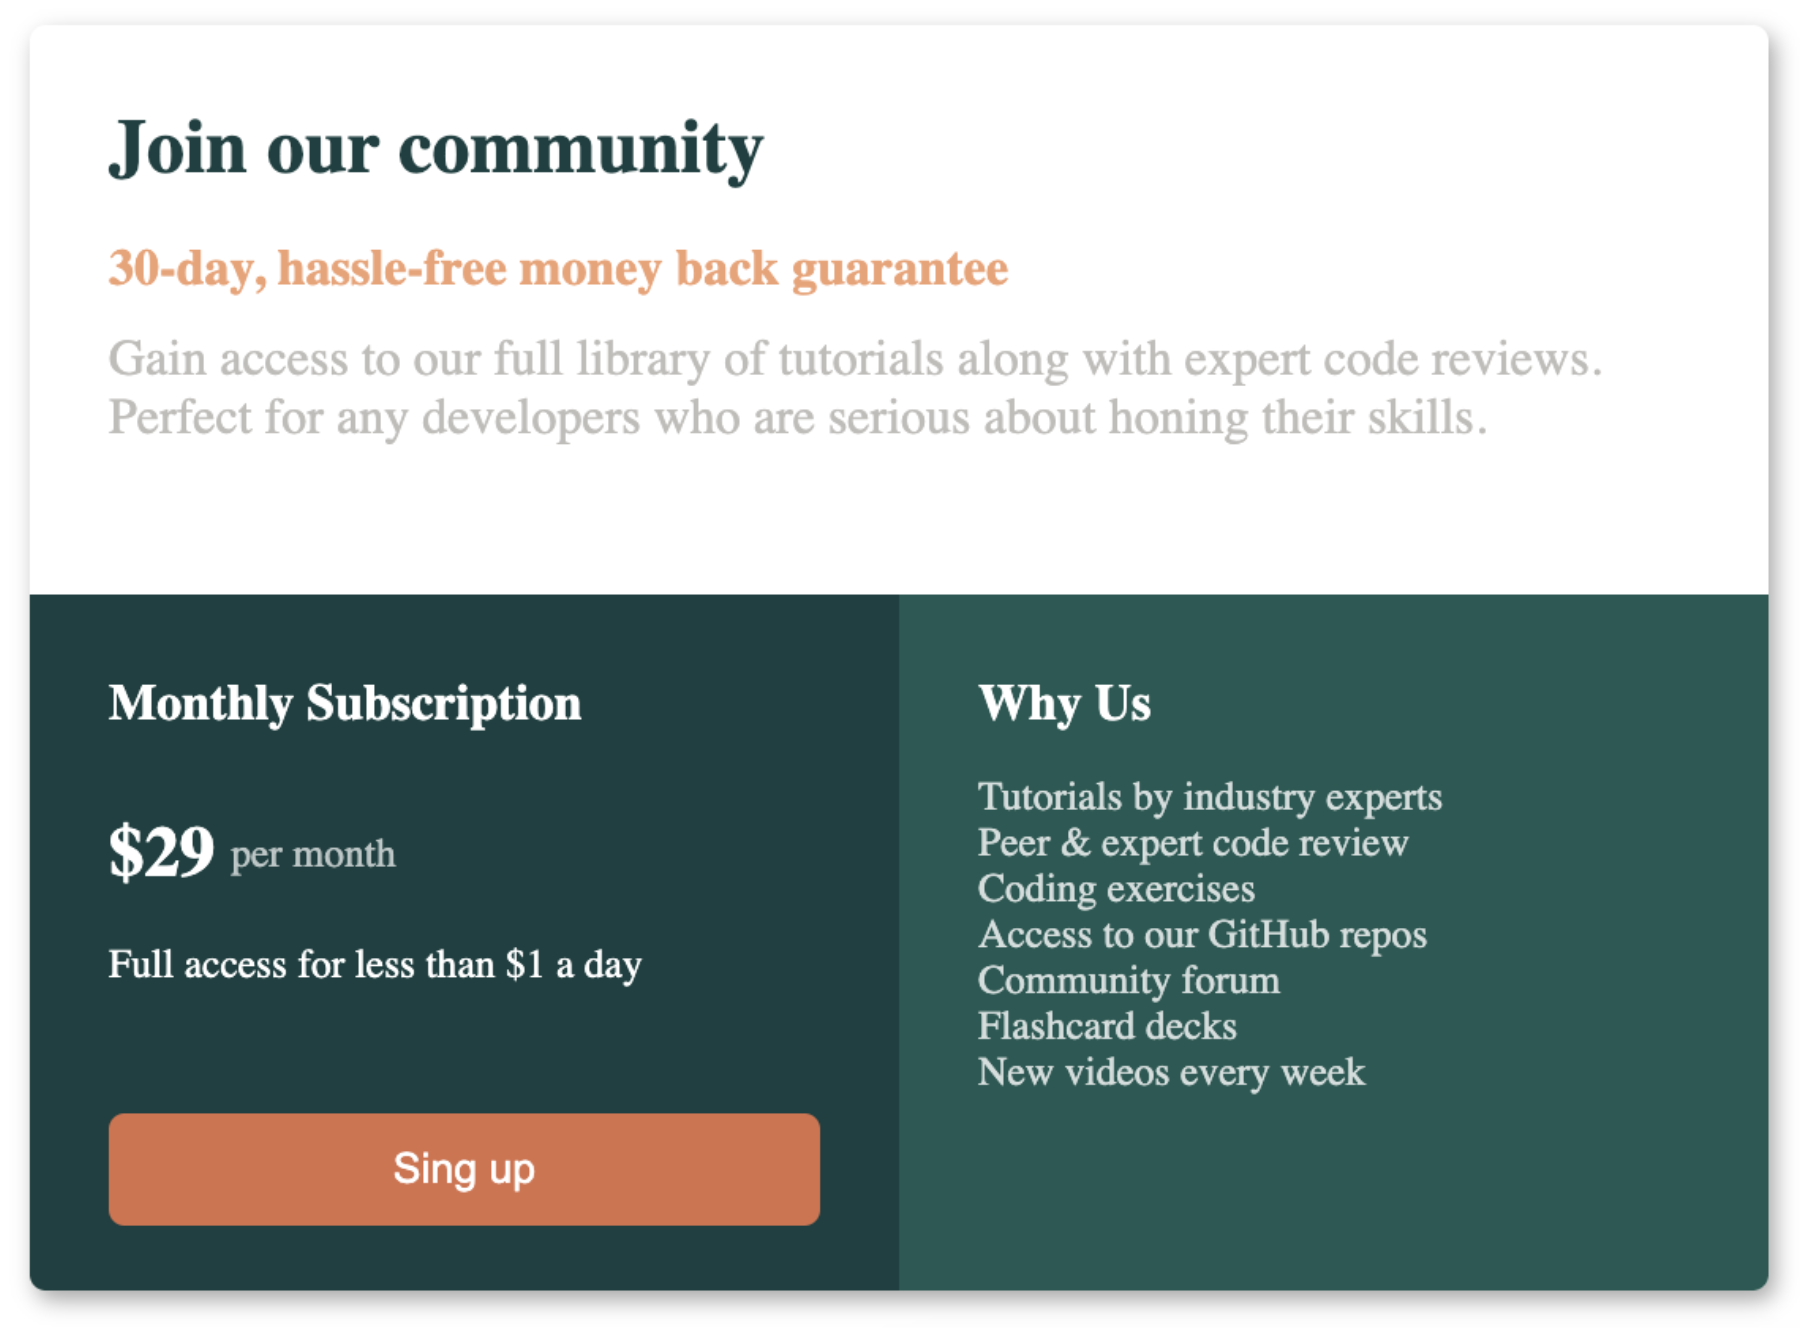 Join our community
30-day, hassle-free money back guarantee
Gain access to our full library of tutorials along with expert code reviews.
Perfect for any developers who are serious about honing their skills.
Monthly Subscription
$29 per month
Full access for less than $1 a day
Sing up
Why Us
Tutorials by industry experts
Peer & expert code review
Coding exercises
Access to our GitHub repos
Community forum
Flashcard decks
New videos every week